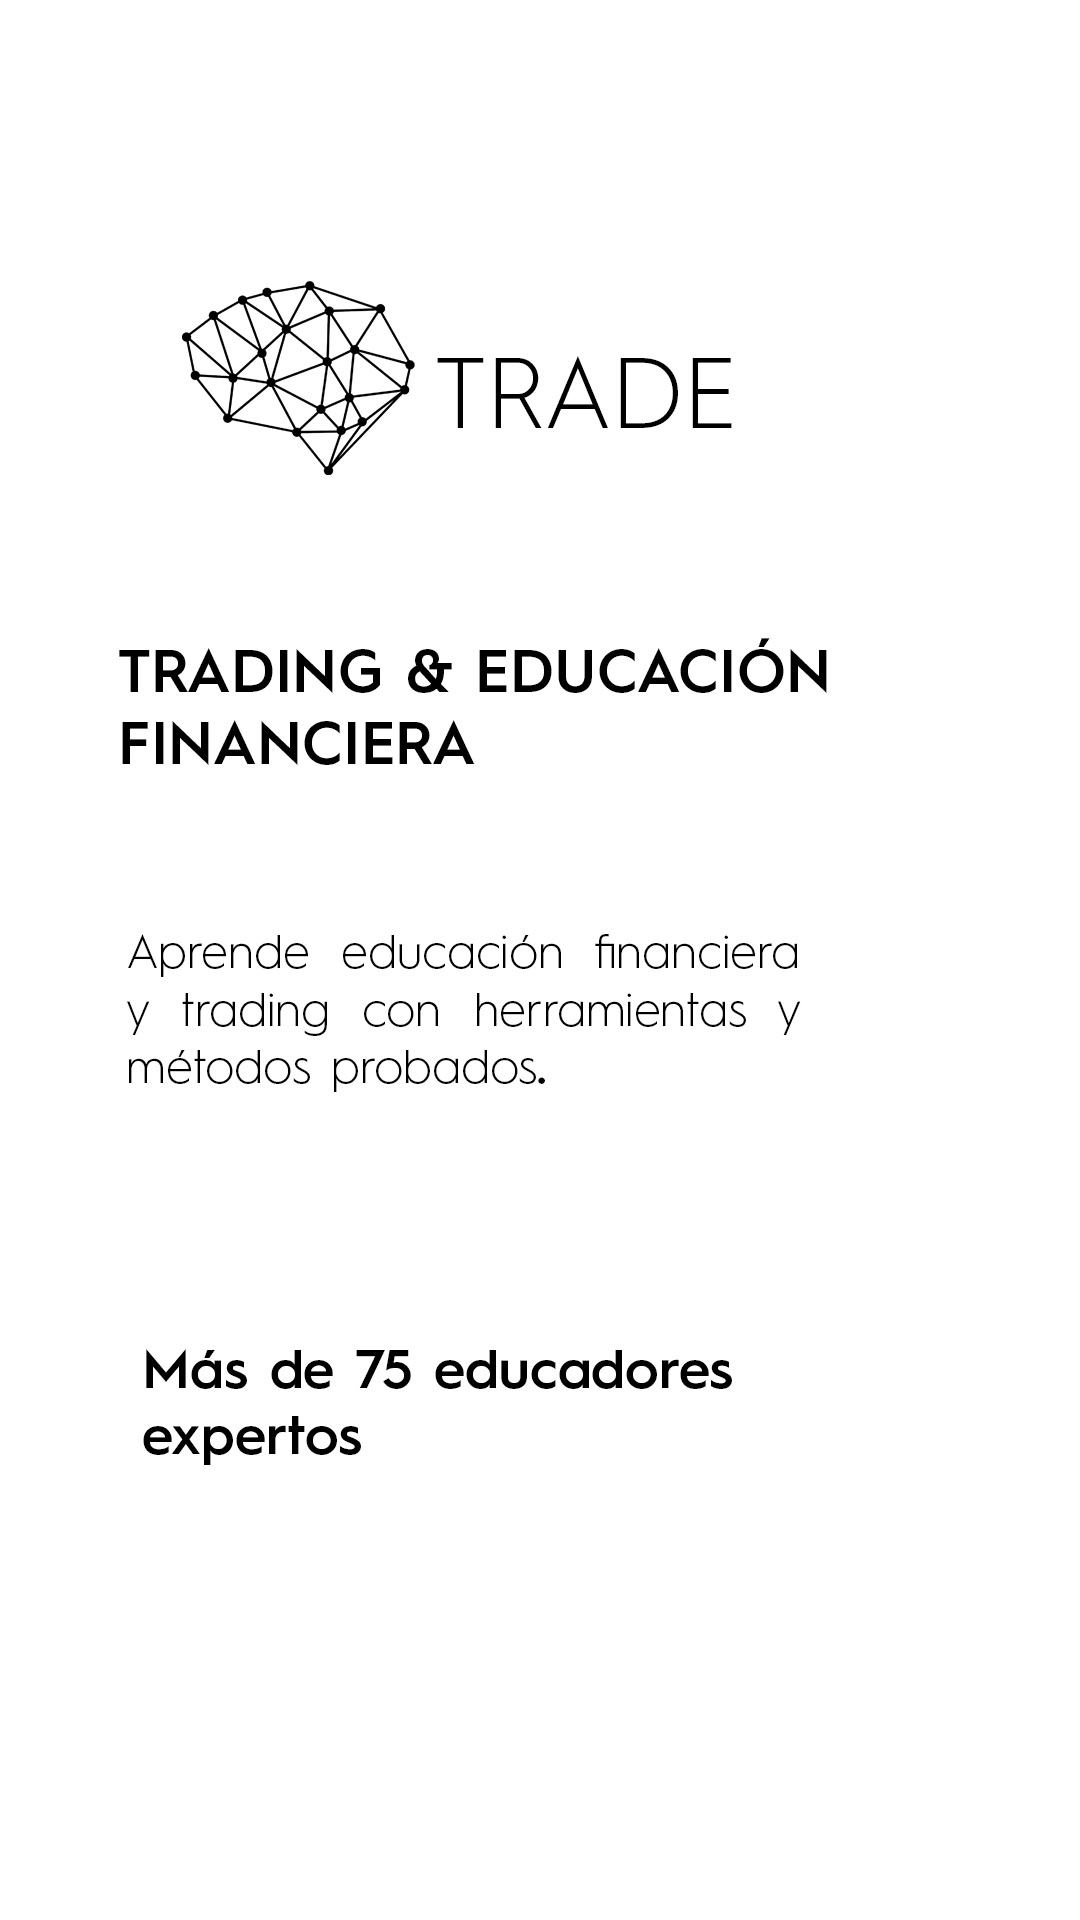 TRADE
TRADING & EDUCACIÓN
FINANCIERA
Aprende educación financiera
y trading con herramientas y
métodos probados.
Más de 75 educadores
expertos